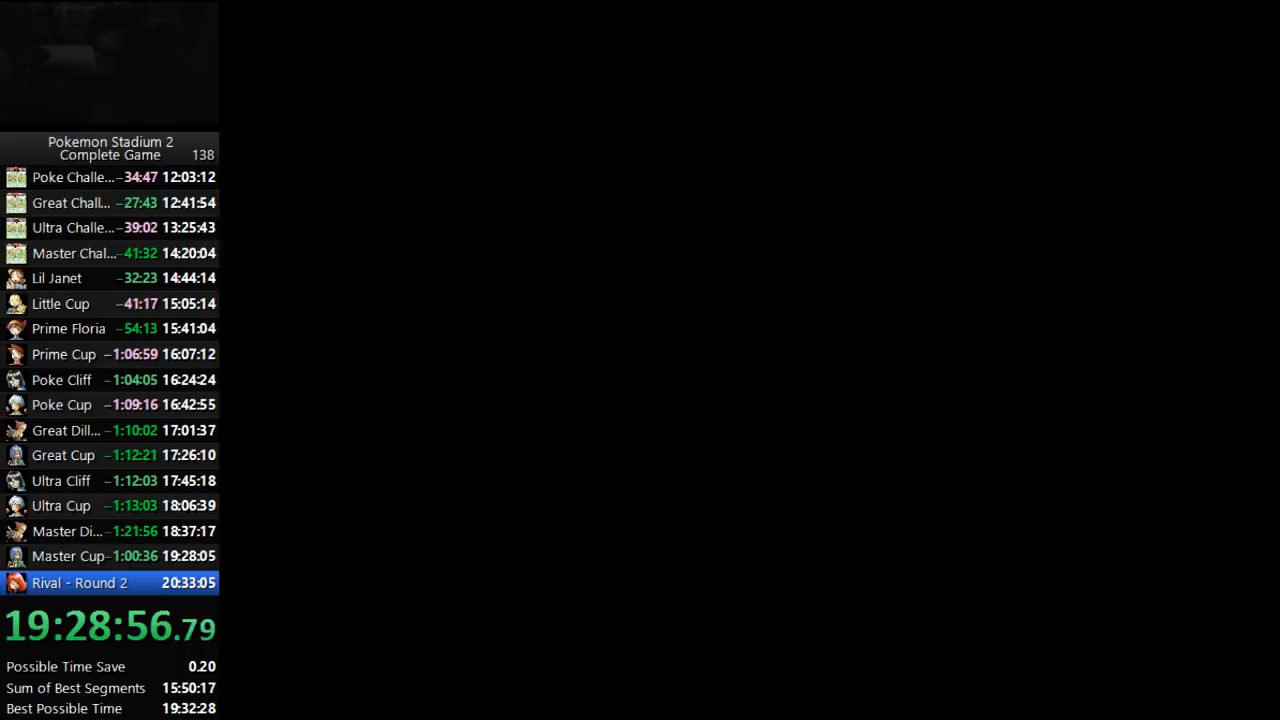 Pokemon Stadium 2
Complete Game 138
Poke Challe... −34:47 12:03:12
Great Chall... −27:43 12:41:54
Ultra Challe... −39:02 13:25:43
Master Chal... −41:32 14:20:04
Lil Janet −32:23 14:44:14
Little Cup −41:17 15:05:14
Prime Floria −54:13 15:41:04
Prime Cup −1:06:59 16:07:12
Poke Cliff −1:04:05 16:24:24
Poke Cup −1:09:16 16:42:55
Great Dill... −1:10:02 17:01:37
Great Cup −1:12:21 17:26:10
Ultra Cliff −1:12:03 17:45:18
Ultra Cup −1:13:03 18:06:39
Master Di... −1:21:56 18:37:17
Master Cup −1:00:36 19:28:05
Rival - Round 2 20:33:05
19:28:56.79
Possible Time Save 0.20
Sum of Best Segments 15:50:17
Best Possible Time 19:32:28